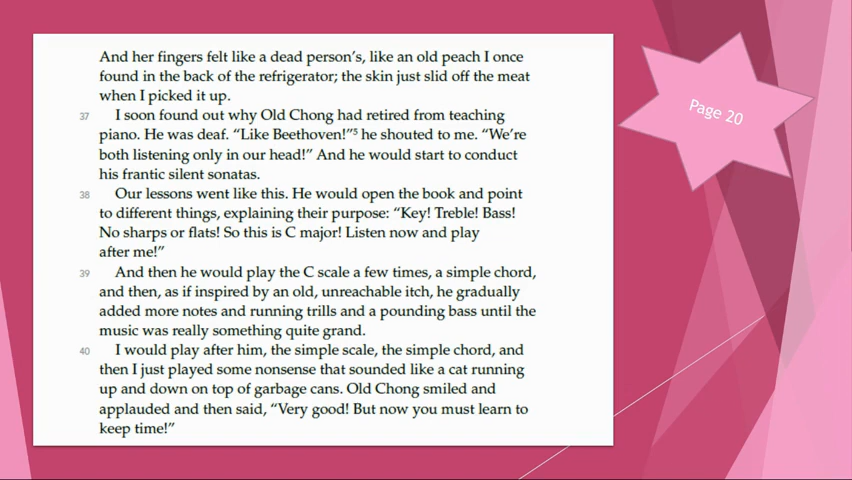 And her fingers felt like a dead person’s, like an old peach I once
found in the back of the refrigerator; the skin just slid off the meat
when I picked it up.
37 I soon found out why Old Chong had retired from teaching
piano. He was deaf. “Like Beethoven!”⁵ he shouted to me. “We’re
both listening only in our head!” And he would start to conduct
his frantic silent sonatas.
38 Our lessons went like this. He would open the book and point
to different things, explaining their purpose: “Key! Treble! Bass!
No sharps or flats! So this is C major! Listen now and play
after me!”
39 And then he would play the C scale a few times, a simple chord,
and then, as if inspired by an old, unreachable itch, he gradually
added more notes and running trills and a pounding bass until the
music was really something quite grand.
40 I would play after him, the simple scale, the simple chord, and
then I just played some nonsense that sounded like a cat running
up and down on top of garbage cans. Old Chong smiled and
applauded and then said, “Very good! But now you must learn to
keep time!”
Page 20